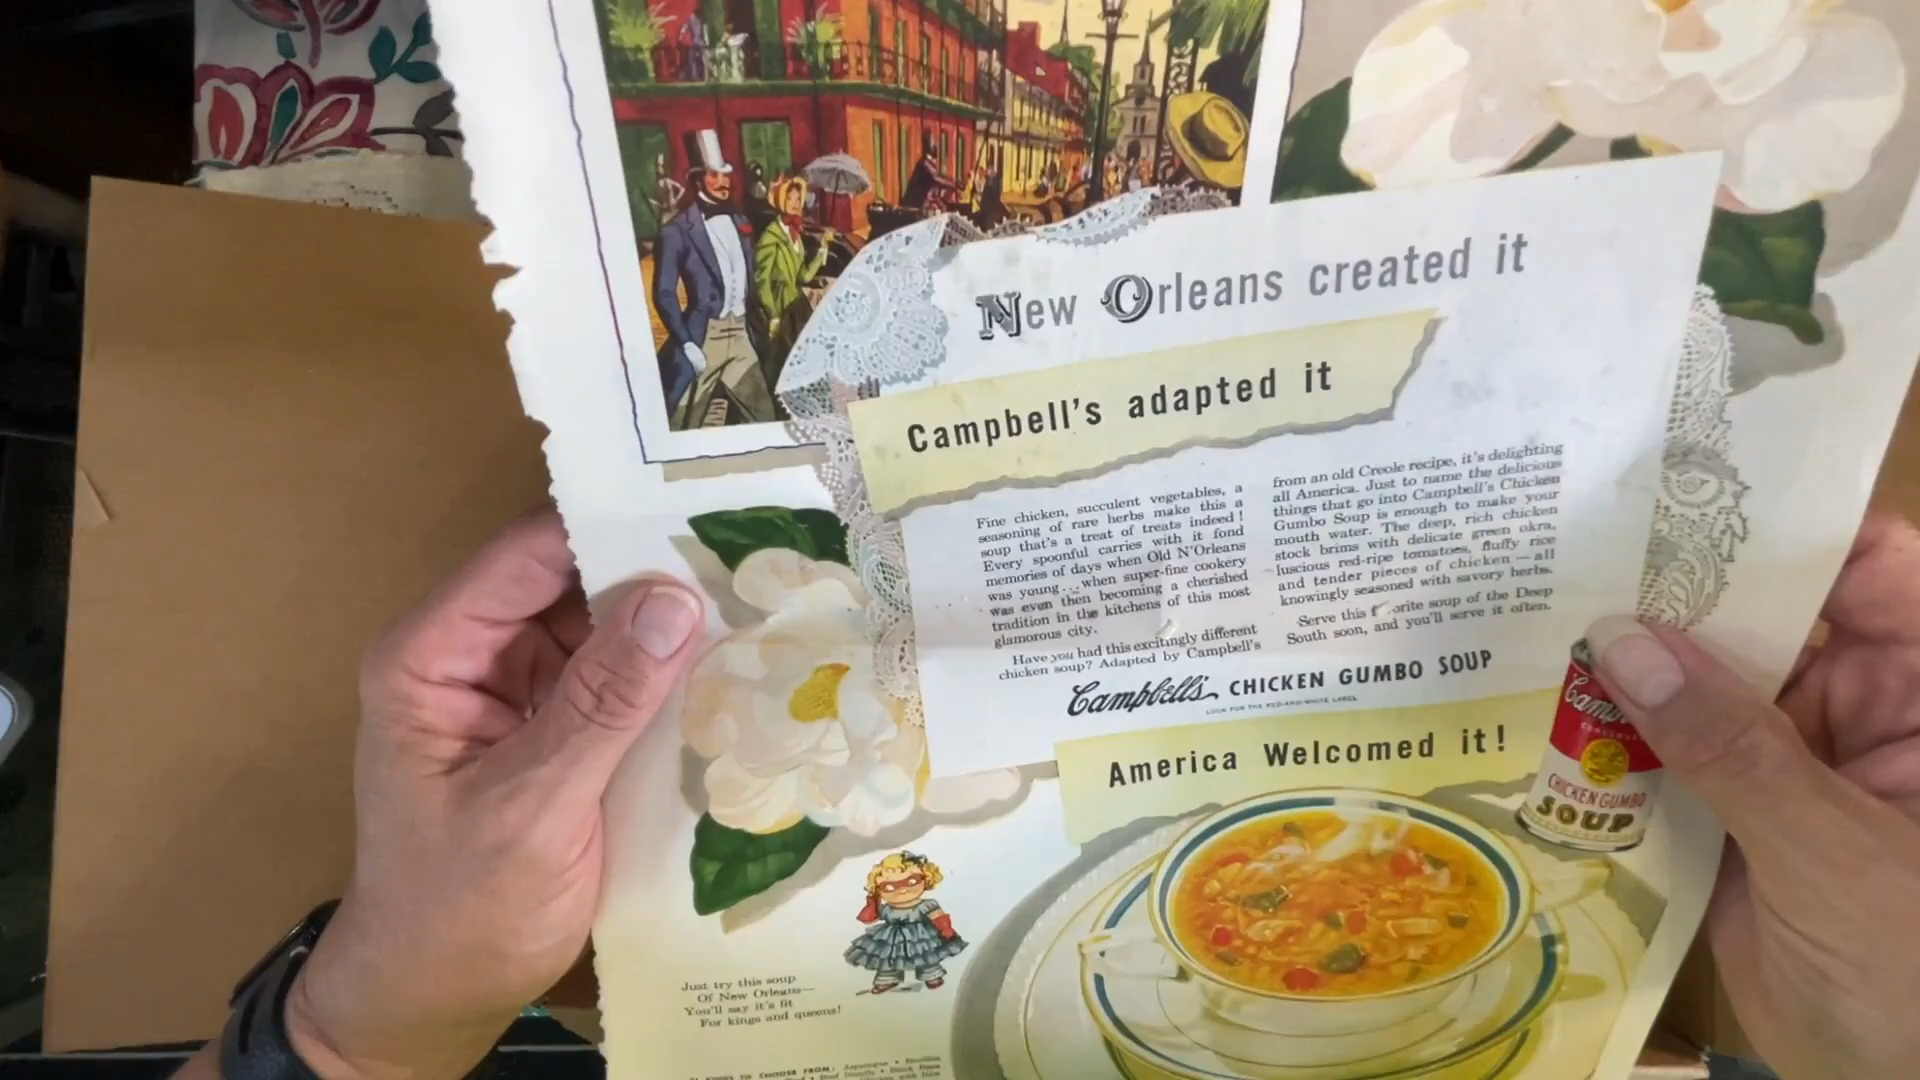 New Orleans created it
Campbell's adapted it
Fine chicken, succulent vegetables, a
seasoning of rare herbs make this a
soup that's a treat of treats indeed!
Every spoonful carries with it fond
memories of days when Old N'Orleans
was young...when super-fine cookery
was even then becoming a cherished
tradition in the kitchens of this most
glamorous city.
Have you had this excitingly different
chicken soup? Adapted by Campbell's
from an old Creole recipe, it's delighting
all America. Just to name the delicious
things that go into Campbell's Chicken
Gumbo Soup is enough to make your
mouth water. The deep, rich chicken
stock brims with delicate green okra,
luscious red-ripe tomatoes, fluffy rice
and tender pieces of chicken—all
knowingly seasoned with savory herbs.
Serve this soup of the Deep
South soon, and you'll serve it often.
Campbell's CHICKEN GUMBO SOUP
LOOK FOR THE RED-AND-WHITE LABEL
America Welcomed it!
CHICKEN GUMBO
SOUP
Just try this soup
Of New Orleans—
You'll say it's fit
For kings and queens!
KINDS TO CHOOSE FROM: Asparagus